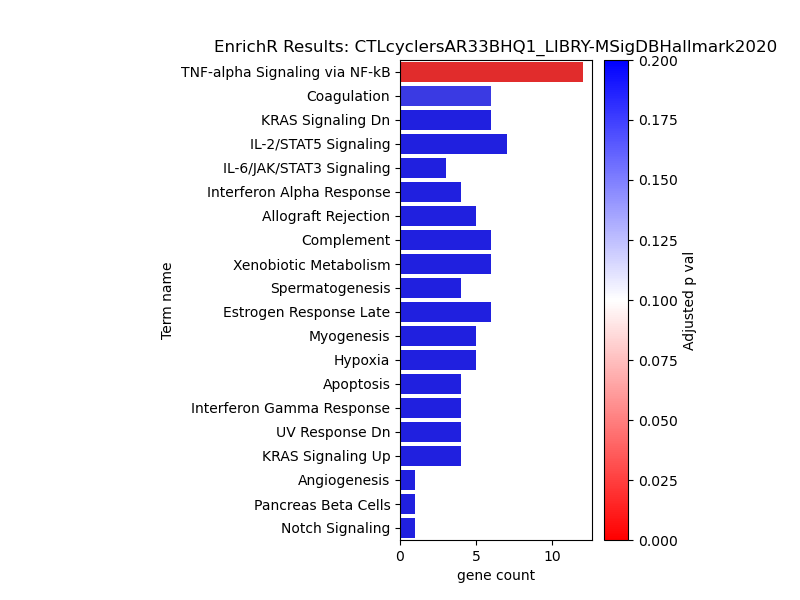 EnrichR Results: CTLcyclersAR33BHQ1_LIBRY-MSigDBHallmark2020
TNF-alpha Signaling via NF-kB
Coagulation
KRAS Signaling Dn
IL-2/STAT5 Signaling
IL-6/JAK/STAT3 Signaling
Interferon Alpha Response
Allograft Rejection
Complement
Xenobiotic Metabolism
Spermatogenesis
Estrogen Response Late
Myogenesis
Hypoxia
Apoptosis
Interferon Gamma Response
UV Response Dn
KRAS Signaling Up
Angiogenesis
Pancreas Beta Cells
Notch Signaling
Term name
0 5 10
gene count
0.200
0.175
0.150
0.125
0.100
0.075
0.050
0.025
0.000
Adjusted p val